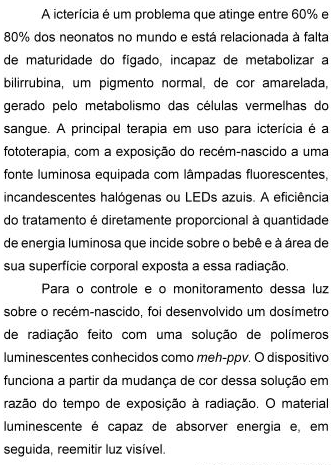 A icterícia é um problema que atinge entre 60% e
80% dos neonatos no mundo e está relacionada à falta
de maturidade do fígado, incapaz de metabolizar a
bilirrubina, um pigmento normal, de cor amarelada,
gerado pelo metabolismo das células vermelhas do
sangue. A principal terapia em uso para icterícia é a
fototerapia, com a exposição do recém-nascido a uma
fonte luminosa equipada com lâmpadas fluorescentes,
incandescentes halógenas ou LEDs azuis. A eficiência
do tratamento é diretamente proporcional à quantidade
de energia luminosa que incide sobre o bebê e à área de
sua superfície corporal exposta a essa radiação.
Para o controle e o monitoramento dessa luz
sobre o recém-nascido, foi desenvolvido um dosímetro
de radiação feito com uma solução de polímeros
luminescentes conhecidos como meh-ppv. O dispositivo
funciona a partir da mudança de cor dessa solução em
razão do tempo de exposição à radiação. O material
luminescente é capaz de absorver energia e, em
seguida, reemitir luz visível.